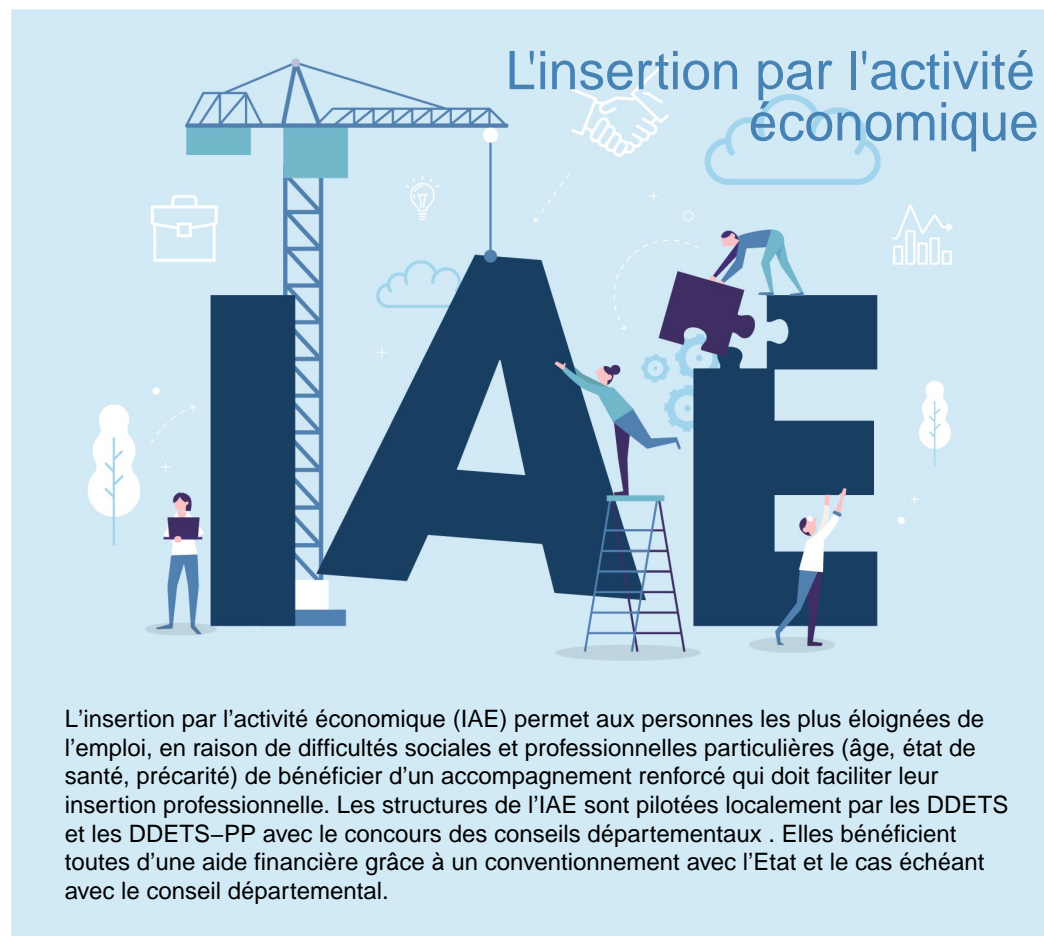 L'insertion par l'activité
économique
IAE
L’insertion par l’activité économique (IAE) permet aux personnes les plus éloignées de
l’emploi, en raison de difficultés sociales et professionnelles particulières (âge, état de
santé, précarité) de bénéficier d’un accompagnement renforcé qui doit faciliter leur
insertion professionnelle. Les structures de l’IAE sont pilotées localement par les DDETS
et les DDETS−PP avec le concours des conseils départementaux . Elles bénéficient
toutes d’une aide financière grâce à un conventionnement avec l’Etat et le cas échéant
avec le conseil départemental.